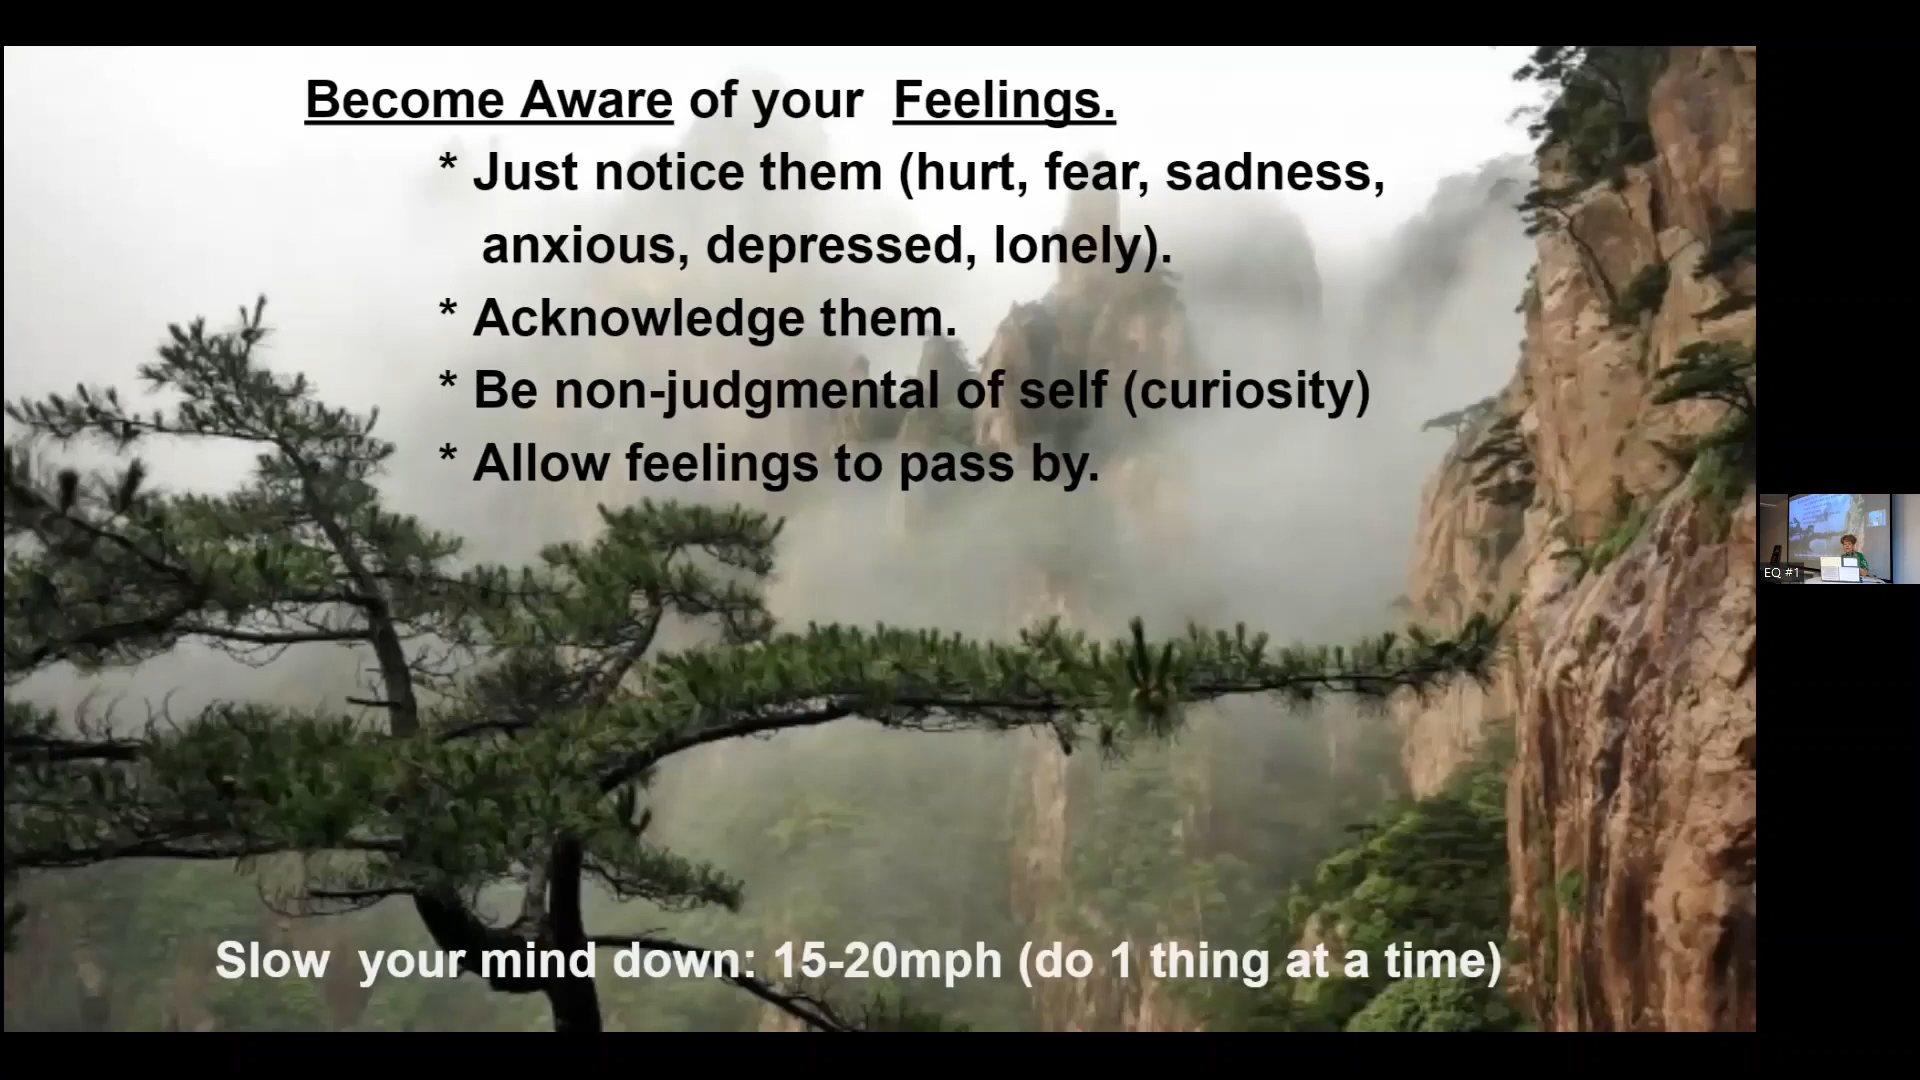 Become Aware of your  Feelings.
* Just notice them (hurt, fear, sadness,
anxious, depressed, lonely).
* Acknowledge them.
* Be non-judgmental of self (curiosity)
* Allow feelings to pass by.
Slow  your mind down: 15-20mph (do 1 thing at a time)
EQ #1